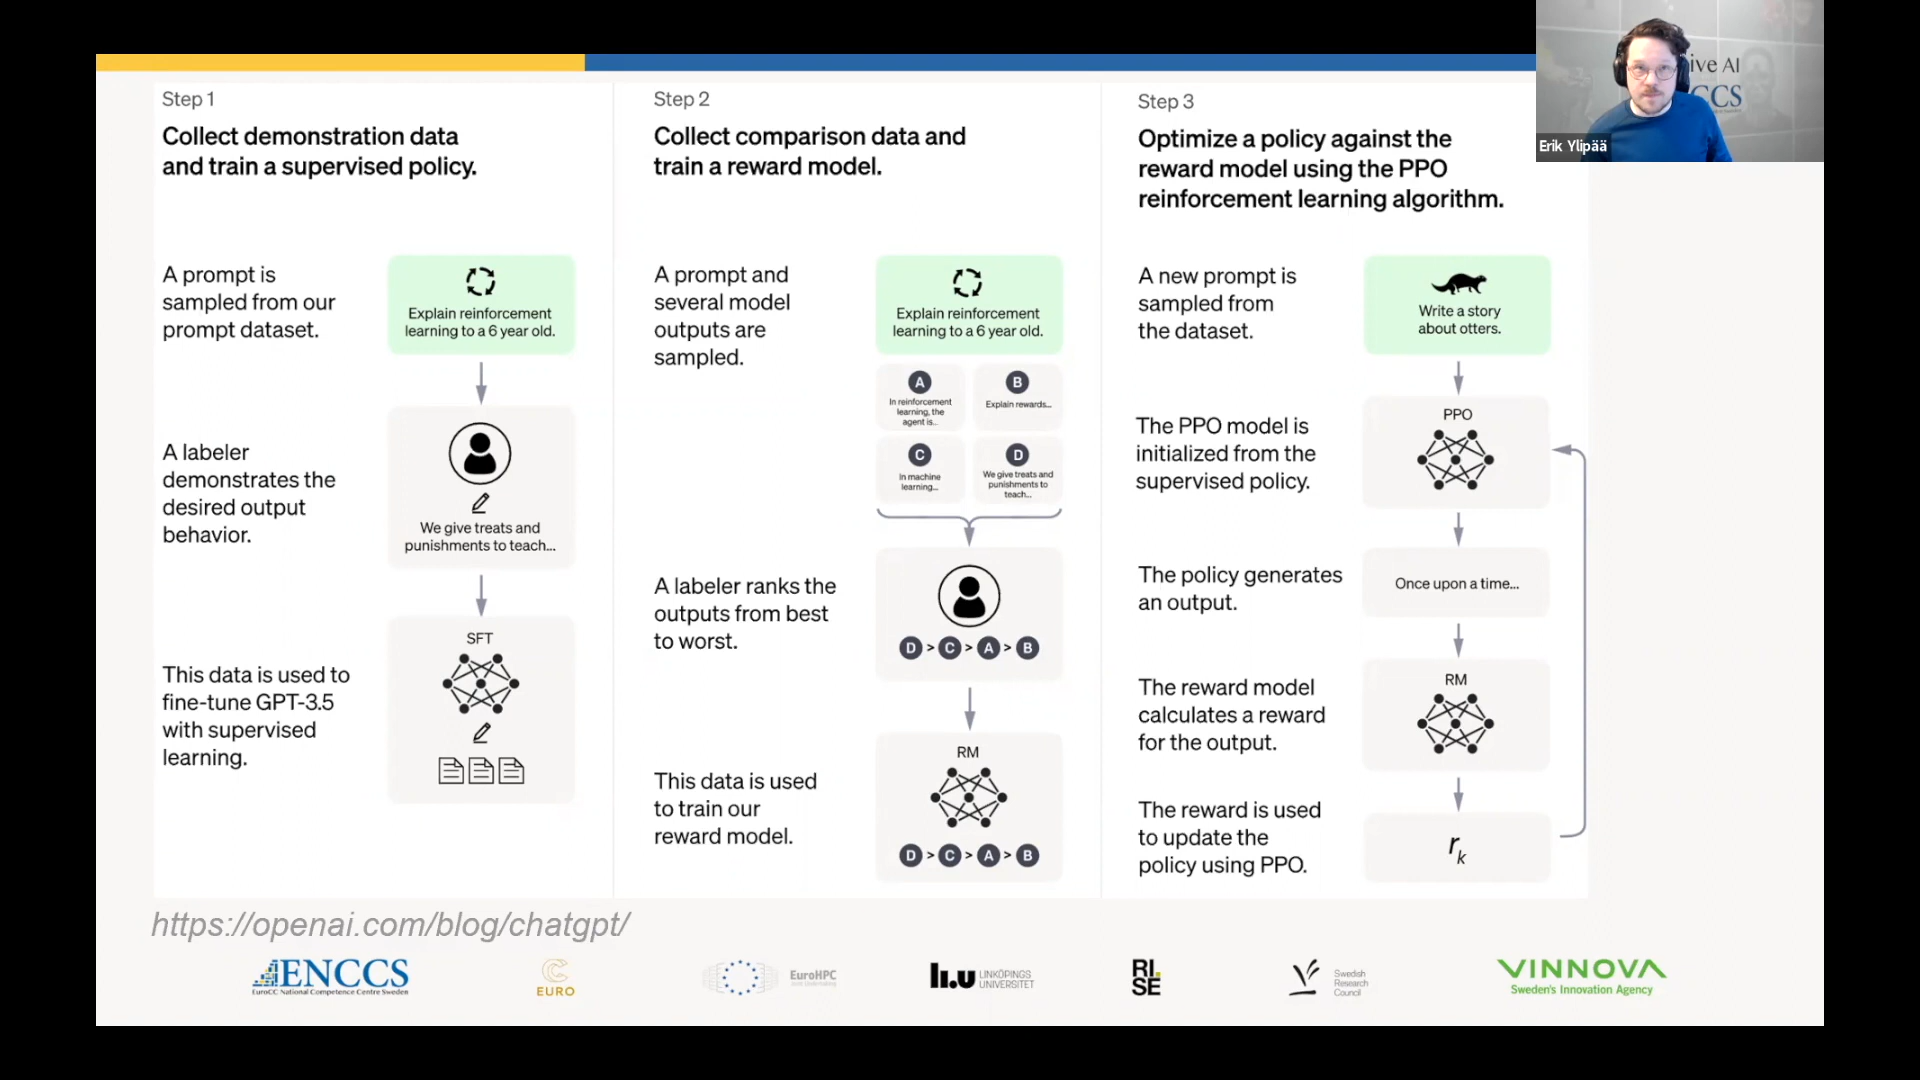 Step 1
Collect demonstration data
and train a supervised policy.
A prompt is
sampled from our
prompt dataset.
Explain reinforcement
learning to a 6 year old.
A labeler
demonstrates the
desired output
behavior.
We give treats and
punishments to teach...
This data is used to
fine-tune GPT-3.5
with supervised
learning.
SFT
Step 2
Collect comparison data and
train a reward model.
A prompt and
several model
outputs are
sampled.
Explain reinforcement
learning to a 6 year old.
A
In reinforcement
learning, the
agent is...
B
Explain rewards...
C
In machine
learning...
D
We give treats and
punishments to
teach...
A labeler ranks the
outputs from best
to worst.
D > C > A > B
This data is used
to train our
reward model.
RM
D > C > A > B
Step 3
Optimize a policy against the
reward model using the PPO
reinforcement learning algorithm.
A new prompt is
sampled from
the dataset.
Write a story
about otters.
The PPO model is
initialized from the
supervised policy.
PPO
The policy generates
an output.
Once upon a time...
The reward model
calculates a reward
for the output.
RM
The reward is used
to update the
policy using PPO.
rk
ive AI
CCS
Erik Ylipää
https://openai.com/blog/chatgpt/
ENCCS
EuroCC National Competence Centre Sweden
EURO
EuroHPC
Joint Undertaking
li.u LINKÖPINGS
UNIVERSITET
RI.
SE
Swedish
Research
Council
VINNOVA
Sweden's Innovation Agency